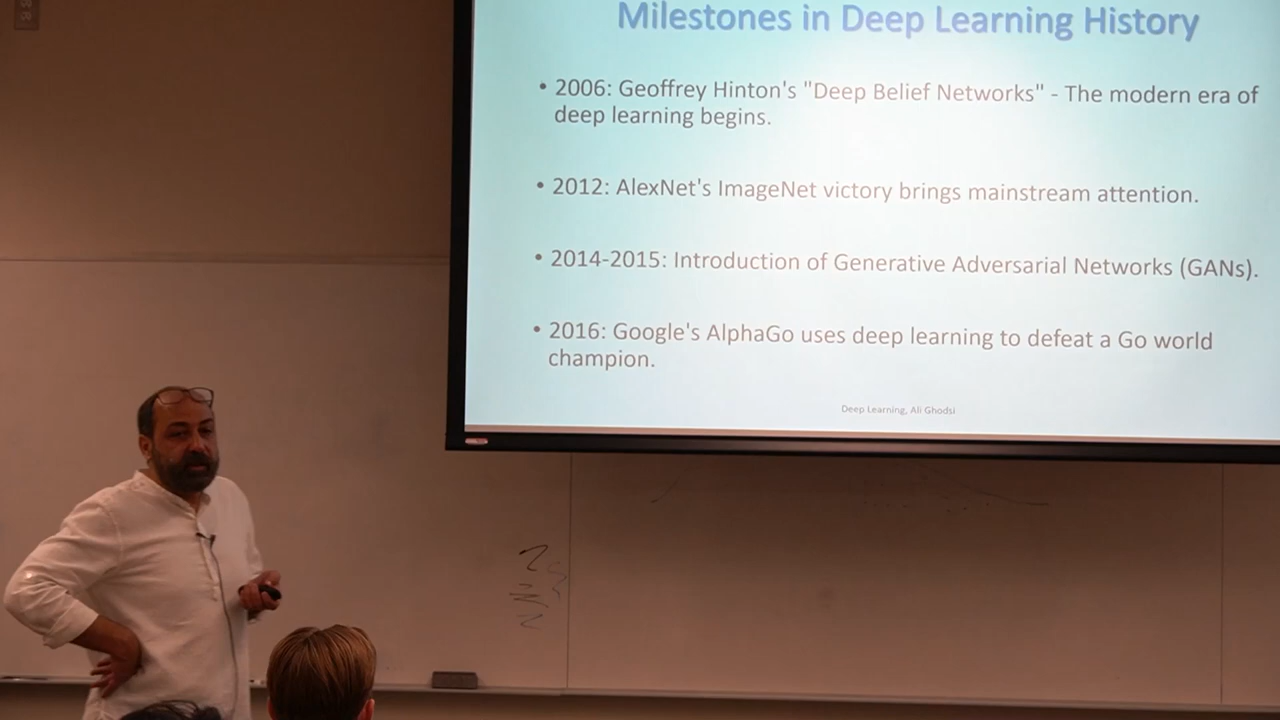 Milestones in Deep Learning History
• 2006: Geoffrey Hinton's "Deep Belief Networks" - The modern era of
deep learning begins.
• 2012: AlexNet's ImageNet victory brings mainstream attention.
• 2014-2015: Introduction of Generative Adversarial Networks (GANs).
• 2016: Google's AlphaGo uses deep learning to defeat a Go world
champion.
Deep Learning, Ali Ghodsi